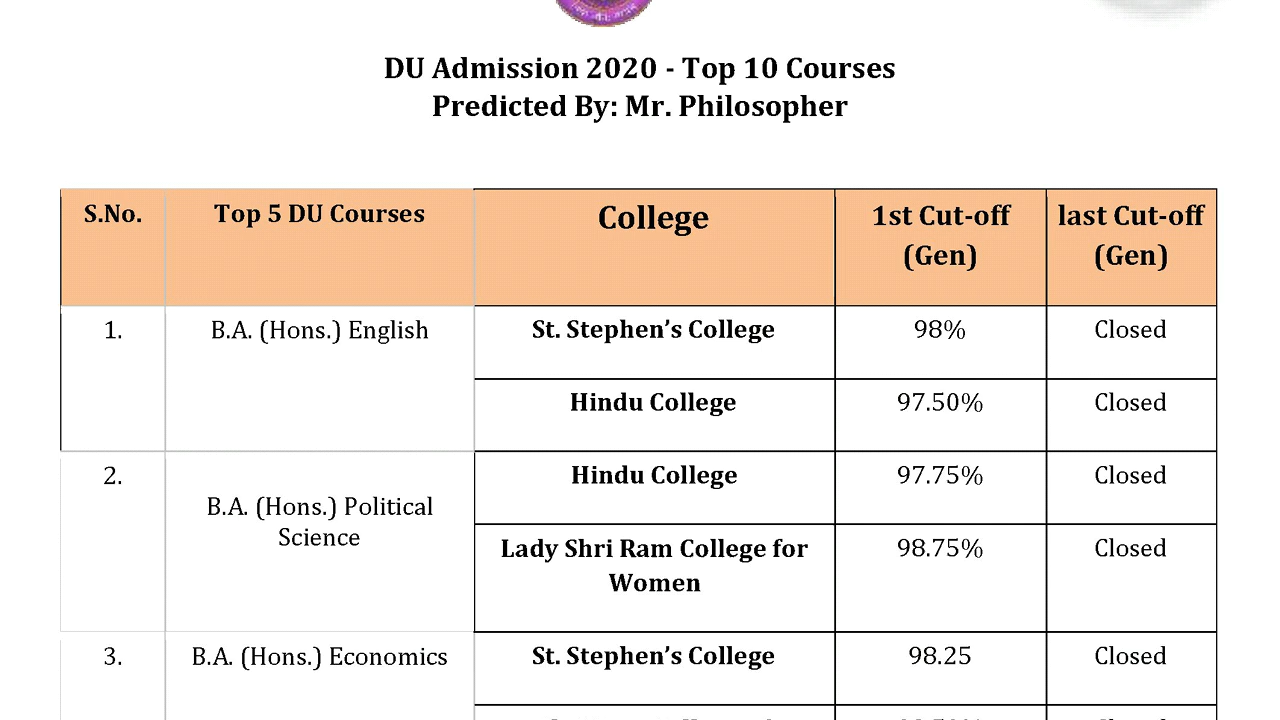 DU Admission 2020 - Top 10 Courses
Predicted By: Mr. Philosopher
S.No.
Top 5 DU Courses
College
1st Cut-off
(Gen)
last Cut-off
(Gen)
1.
B.A. (Hons.) English
St. Stephen’s College
98%
Closed
Hindu College
97.50%
Closed
2.
B.A. (Hons.) Political
Science
Hindu College
97.75%
Closed
Lady Shri Ram College for
Women
98.75%
Closed
3.
B.A. (Hons.) Economics
St. Stephen’s College
98.25
Closed